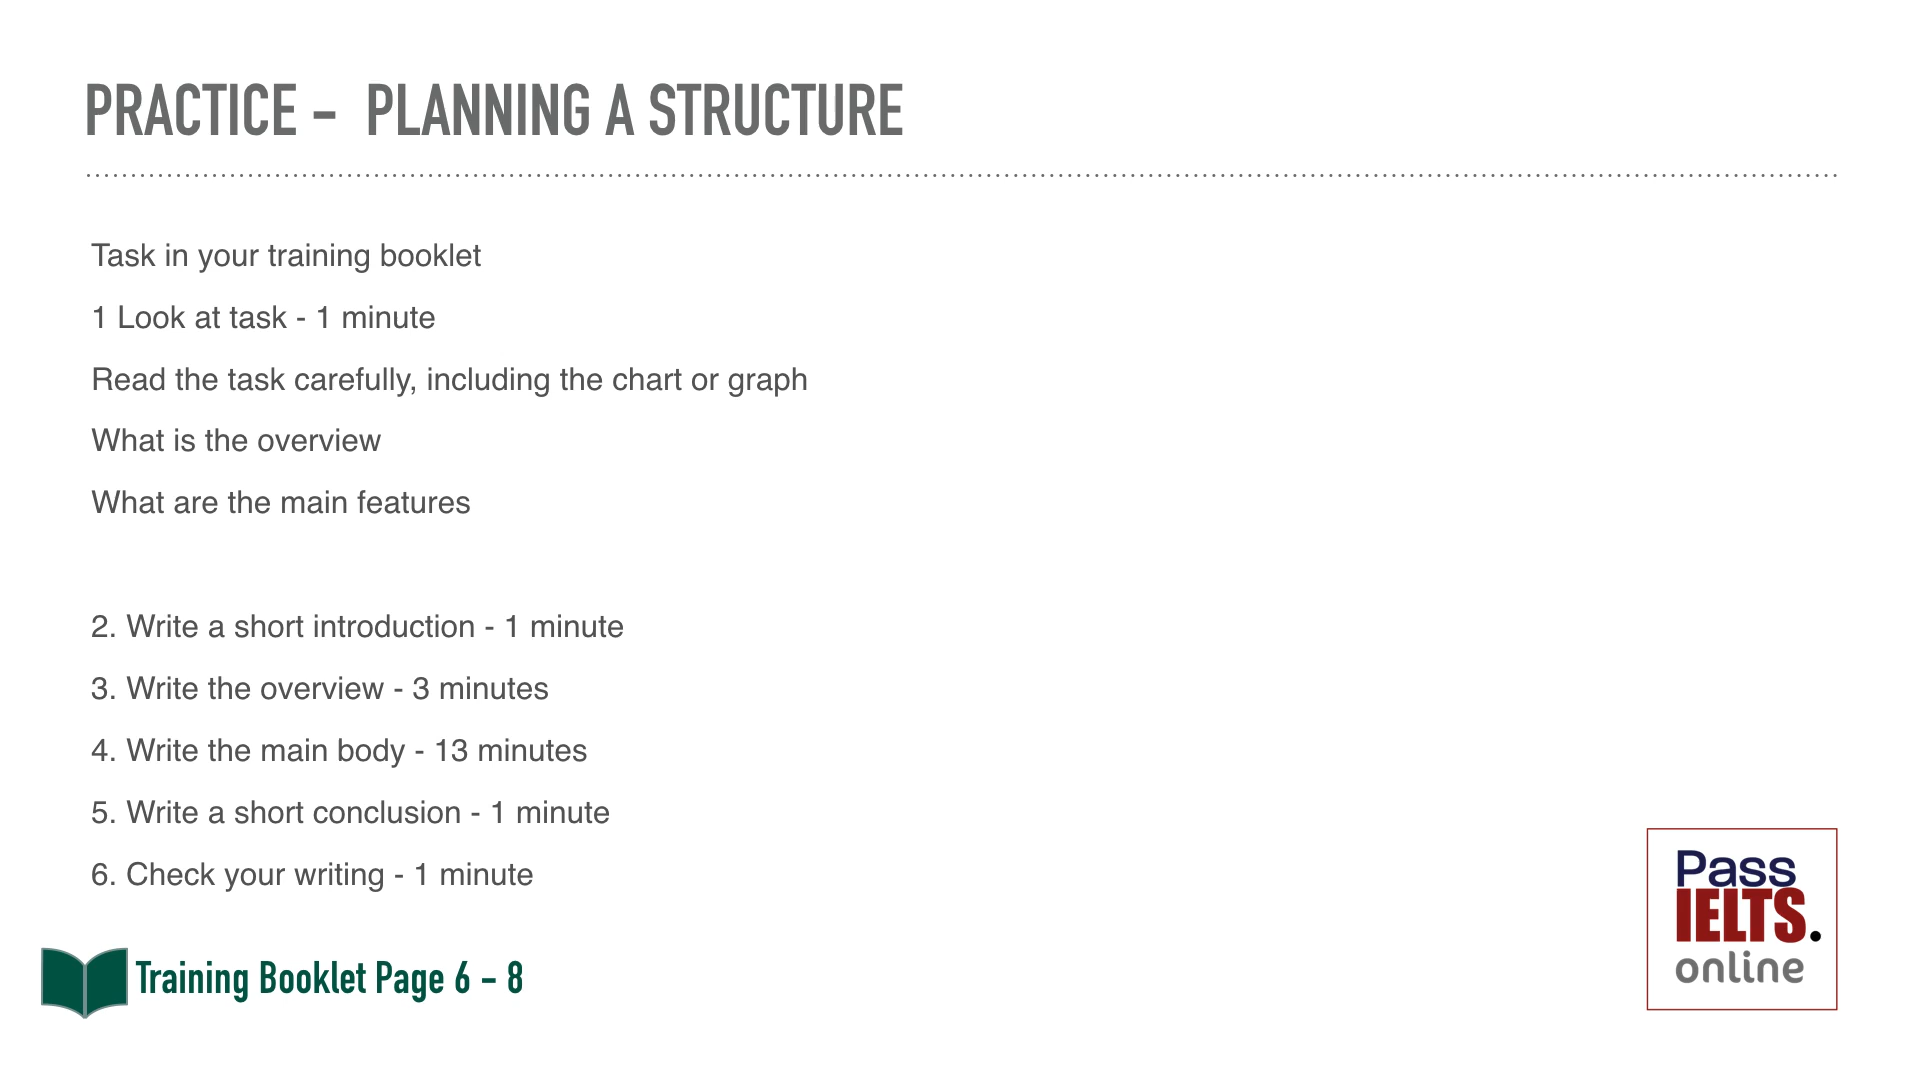 PRACTICE - PLANNING A STRUCTURE
Task in your training booklet
1 Look at task - 1 minute
Read the task carefully, including the chart or graph
What is the overview
What are the main features
2. Write a short introduction - 1 minute
3. Write the overview - 3 minutes
4. Write the main body - 13 minutes
5. Write a short conclusion - 1 minute
6. Check your writing - 1 minute
Training Booklet Page 6 - 8
Pass
IELTS.
online